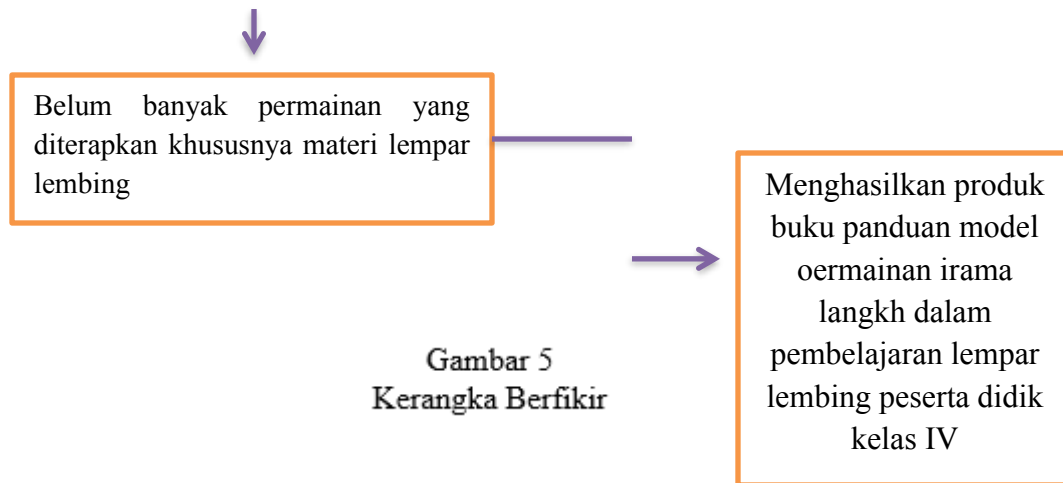 Belum banyak permainan yang
diterapkan khususnya materi lempar
lembing
Menghasilkan produk
buku panduan model
oermainan irama
langkh dalam
pembelajaran lempar
lembing peserta didik
kelas IV
Gambar 5
Kerangka Berfikir